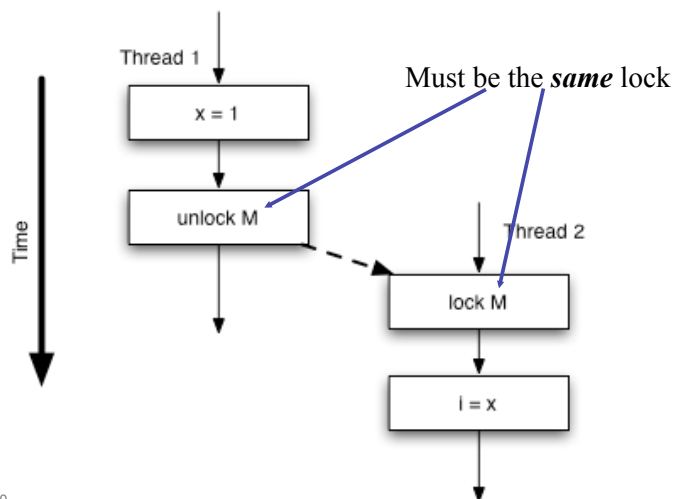 Thread 1
Must be the same lock
x = 1
unlock M
Thread 2
Time
lock M
i = x